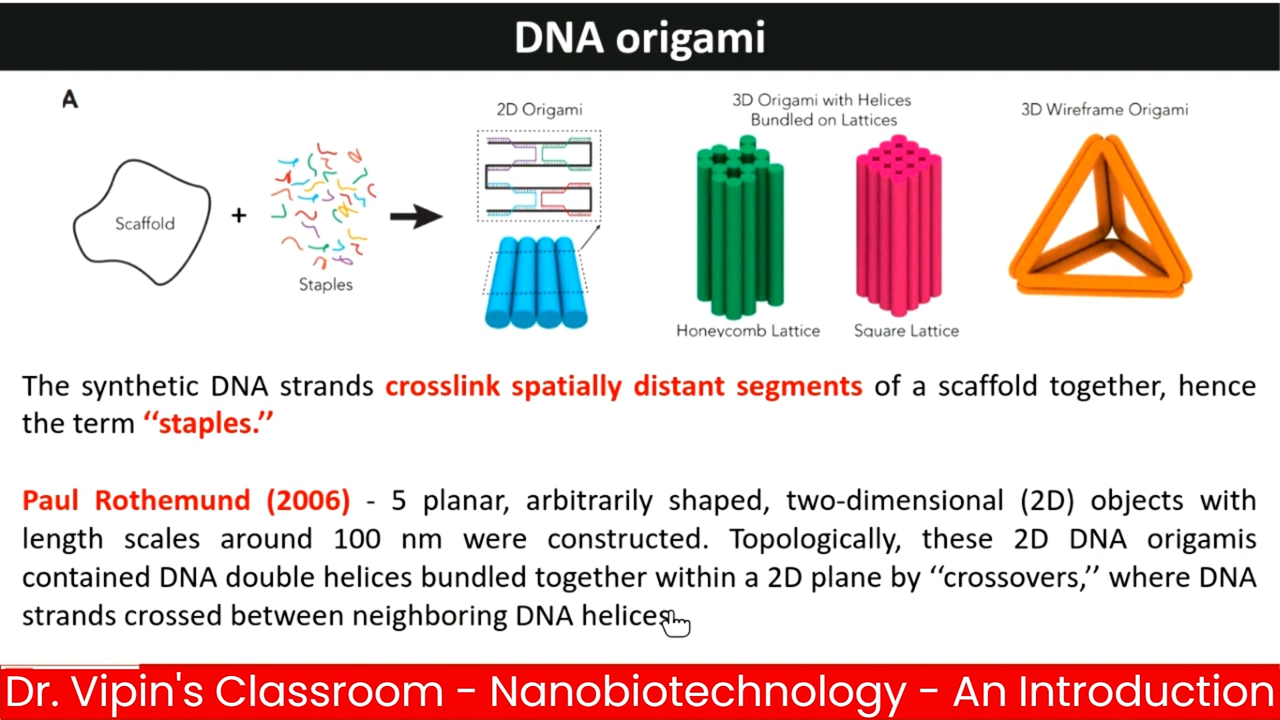 DNA origami
A
2D Origami
3D Origami with Helices
Bundled on Lattices
3D Wireframe Origami
Scaffold
+
Staples
Honeycomb Lattice
Square Lattice
The synthetic DNA strands crosslink spatially distant segments of a scaffold together, hence
the term “staples.”
Paul Rothemund (2006) - 5 planar, arbitrarily shaped, two-dimensional (2D) objects with
length scales around 100 nm were constructed. Topologically, these 2D DNA origamis
contained DNA double helices bundled together within a 2D plane by “crossovers,” where DNA
strands crossed between neighboring DNA helices
Dr. Vipin's Classroom - Nanobiotechnology - An Introduction